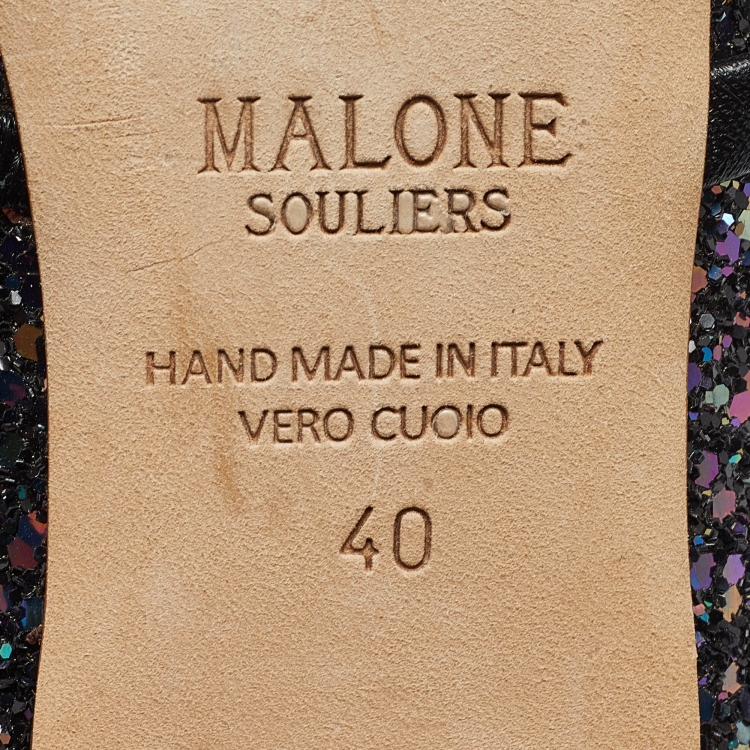 MALONE
SOULIERS
HAND MADE IN ITALY
VERO CUOIO
40